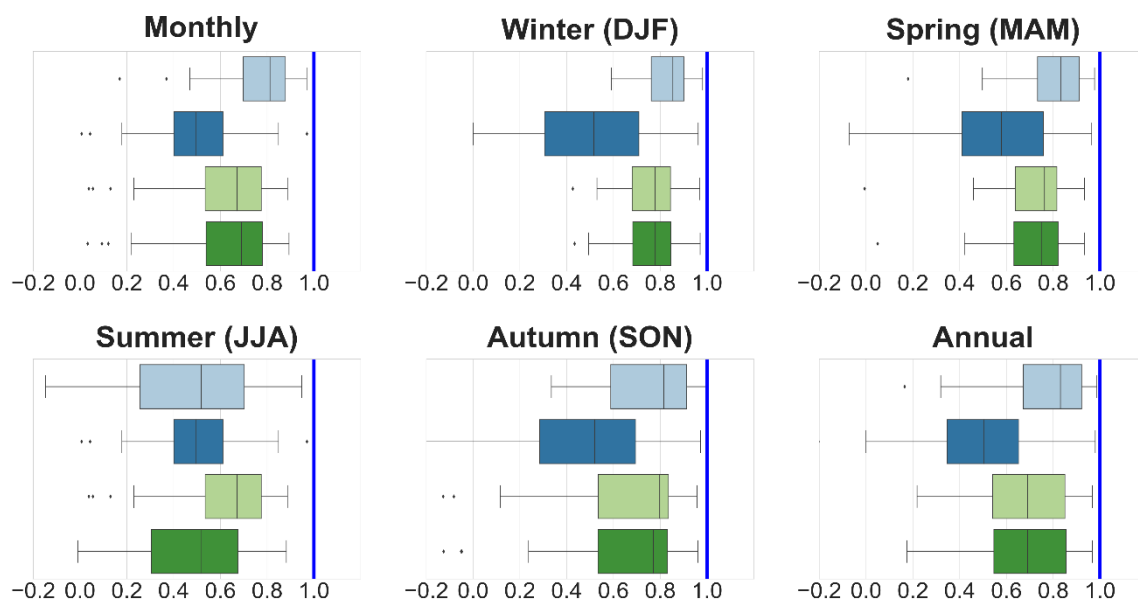 Monthly Winter (DJF) Spring (MAM)
−0.2 0.0 0.2 0.4 0.6 0.8 1.0 −0.2 0.0 0.2 0.4 0.6 0.8 1.0 −0.2 0.0 0.2 0.4 0.6 0.8 1.0
Summer (JJA) Autumn (SON) Annual
−0.2 0.0 0.2 0.4 0.6 0.8 1.0 −0.2 0.0 0.2 0.4 0.6 0.8 1.0 −0.2 0.0 0.2 0.4 0.6 0.8 1.0